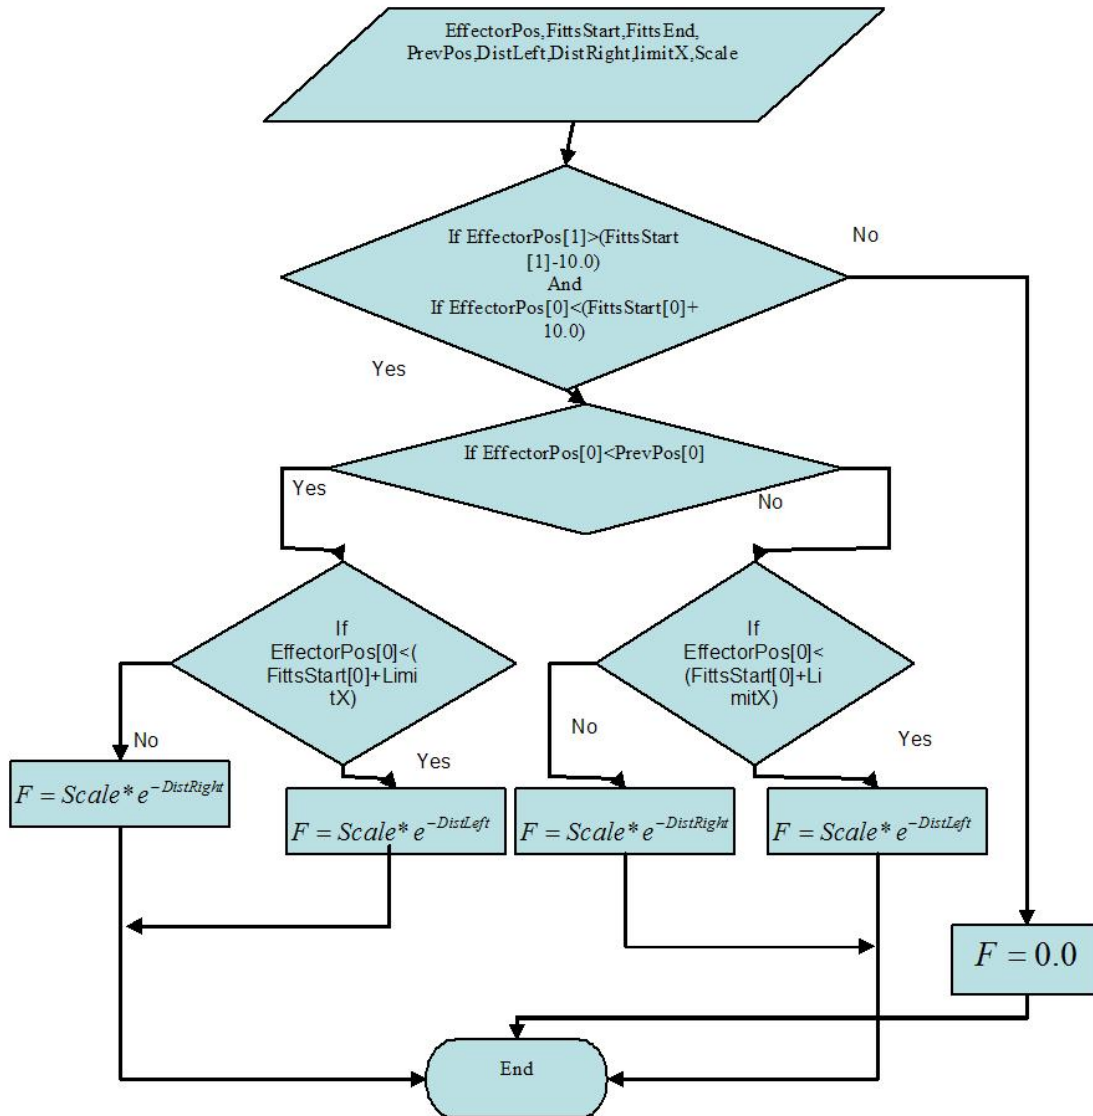 EffectorPos,FittsStart,FittsEnd,
PrevPos,DistLeft,DistRight,limitX,Scale
If EffectorPos[1]>(FittsStart
[1]-10.0)
And
If EffectorPos[0]<(FittsStart[0]+
10.0)
No
Yes
If EffectorPos[0]<PrevPos[0]
Yes
No
If
EffectorPos[0]<(
FittsStart[0]+Limi
tX)
If
EffectorPos[0]<
(FittsStart[0]+Li
mitX)
No
Yes
No
Yes
F = Scale* e^{-DistRight}
F = Scale* e^{-DistLeft}
F = Scale* e^{-DistRight}
F = Scale* e^{-DistLeft}
F = 0.0
End